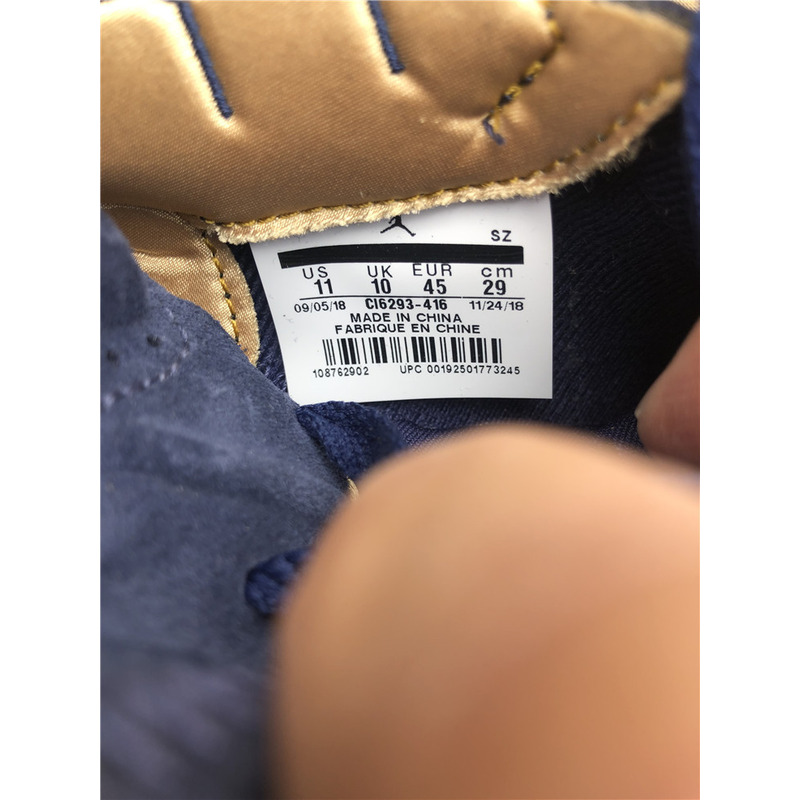 SZ
US UK EUR cm
11 10 45 29
09/05/18 CI6293-416 11/24/18
MADE IN CHINA
FABRIQUE EN CHINE
108762902 UPC 00192501773245